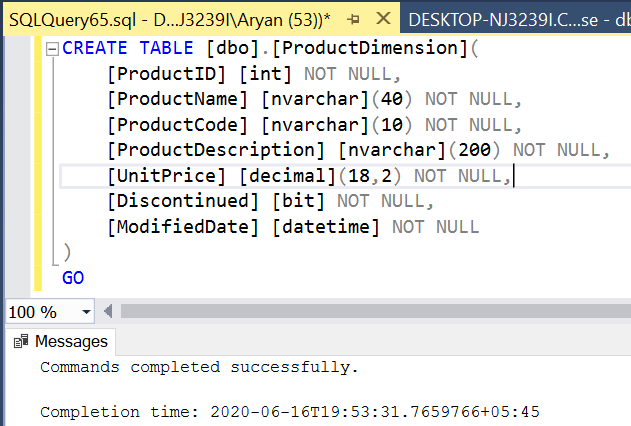 SQLQuery65.sql - D...J3239I\Aryan (53))*
DESKTOP-NJ3239I.C...se - db
CREATE TABLE [dbo].[ProductDimension](
[ProductID] [int] NOT NULL,
[ProductName] [nvarchar](40) NOT NULL,
[ProductCode] [nvarchar](10) NOT NULL,
[ProductDescription] [nvarchar](200) NOT NULL,
[UnitPrice] [decimal](18,2) NOT NULL,
[Discontinued] [bit] NOT NULL,
[ModifiedDate] [datetime] NOT NULL
)
GO
100 %
Messages
Commands completed successfully.
Completion time: 2020-06-16T19:53:31.7659766+05:45